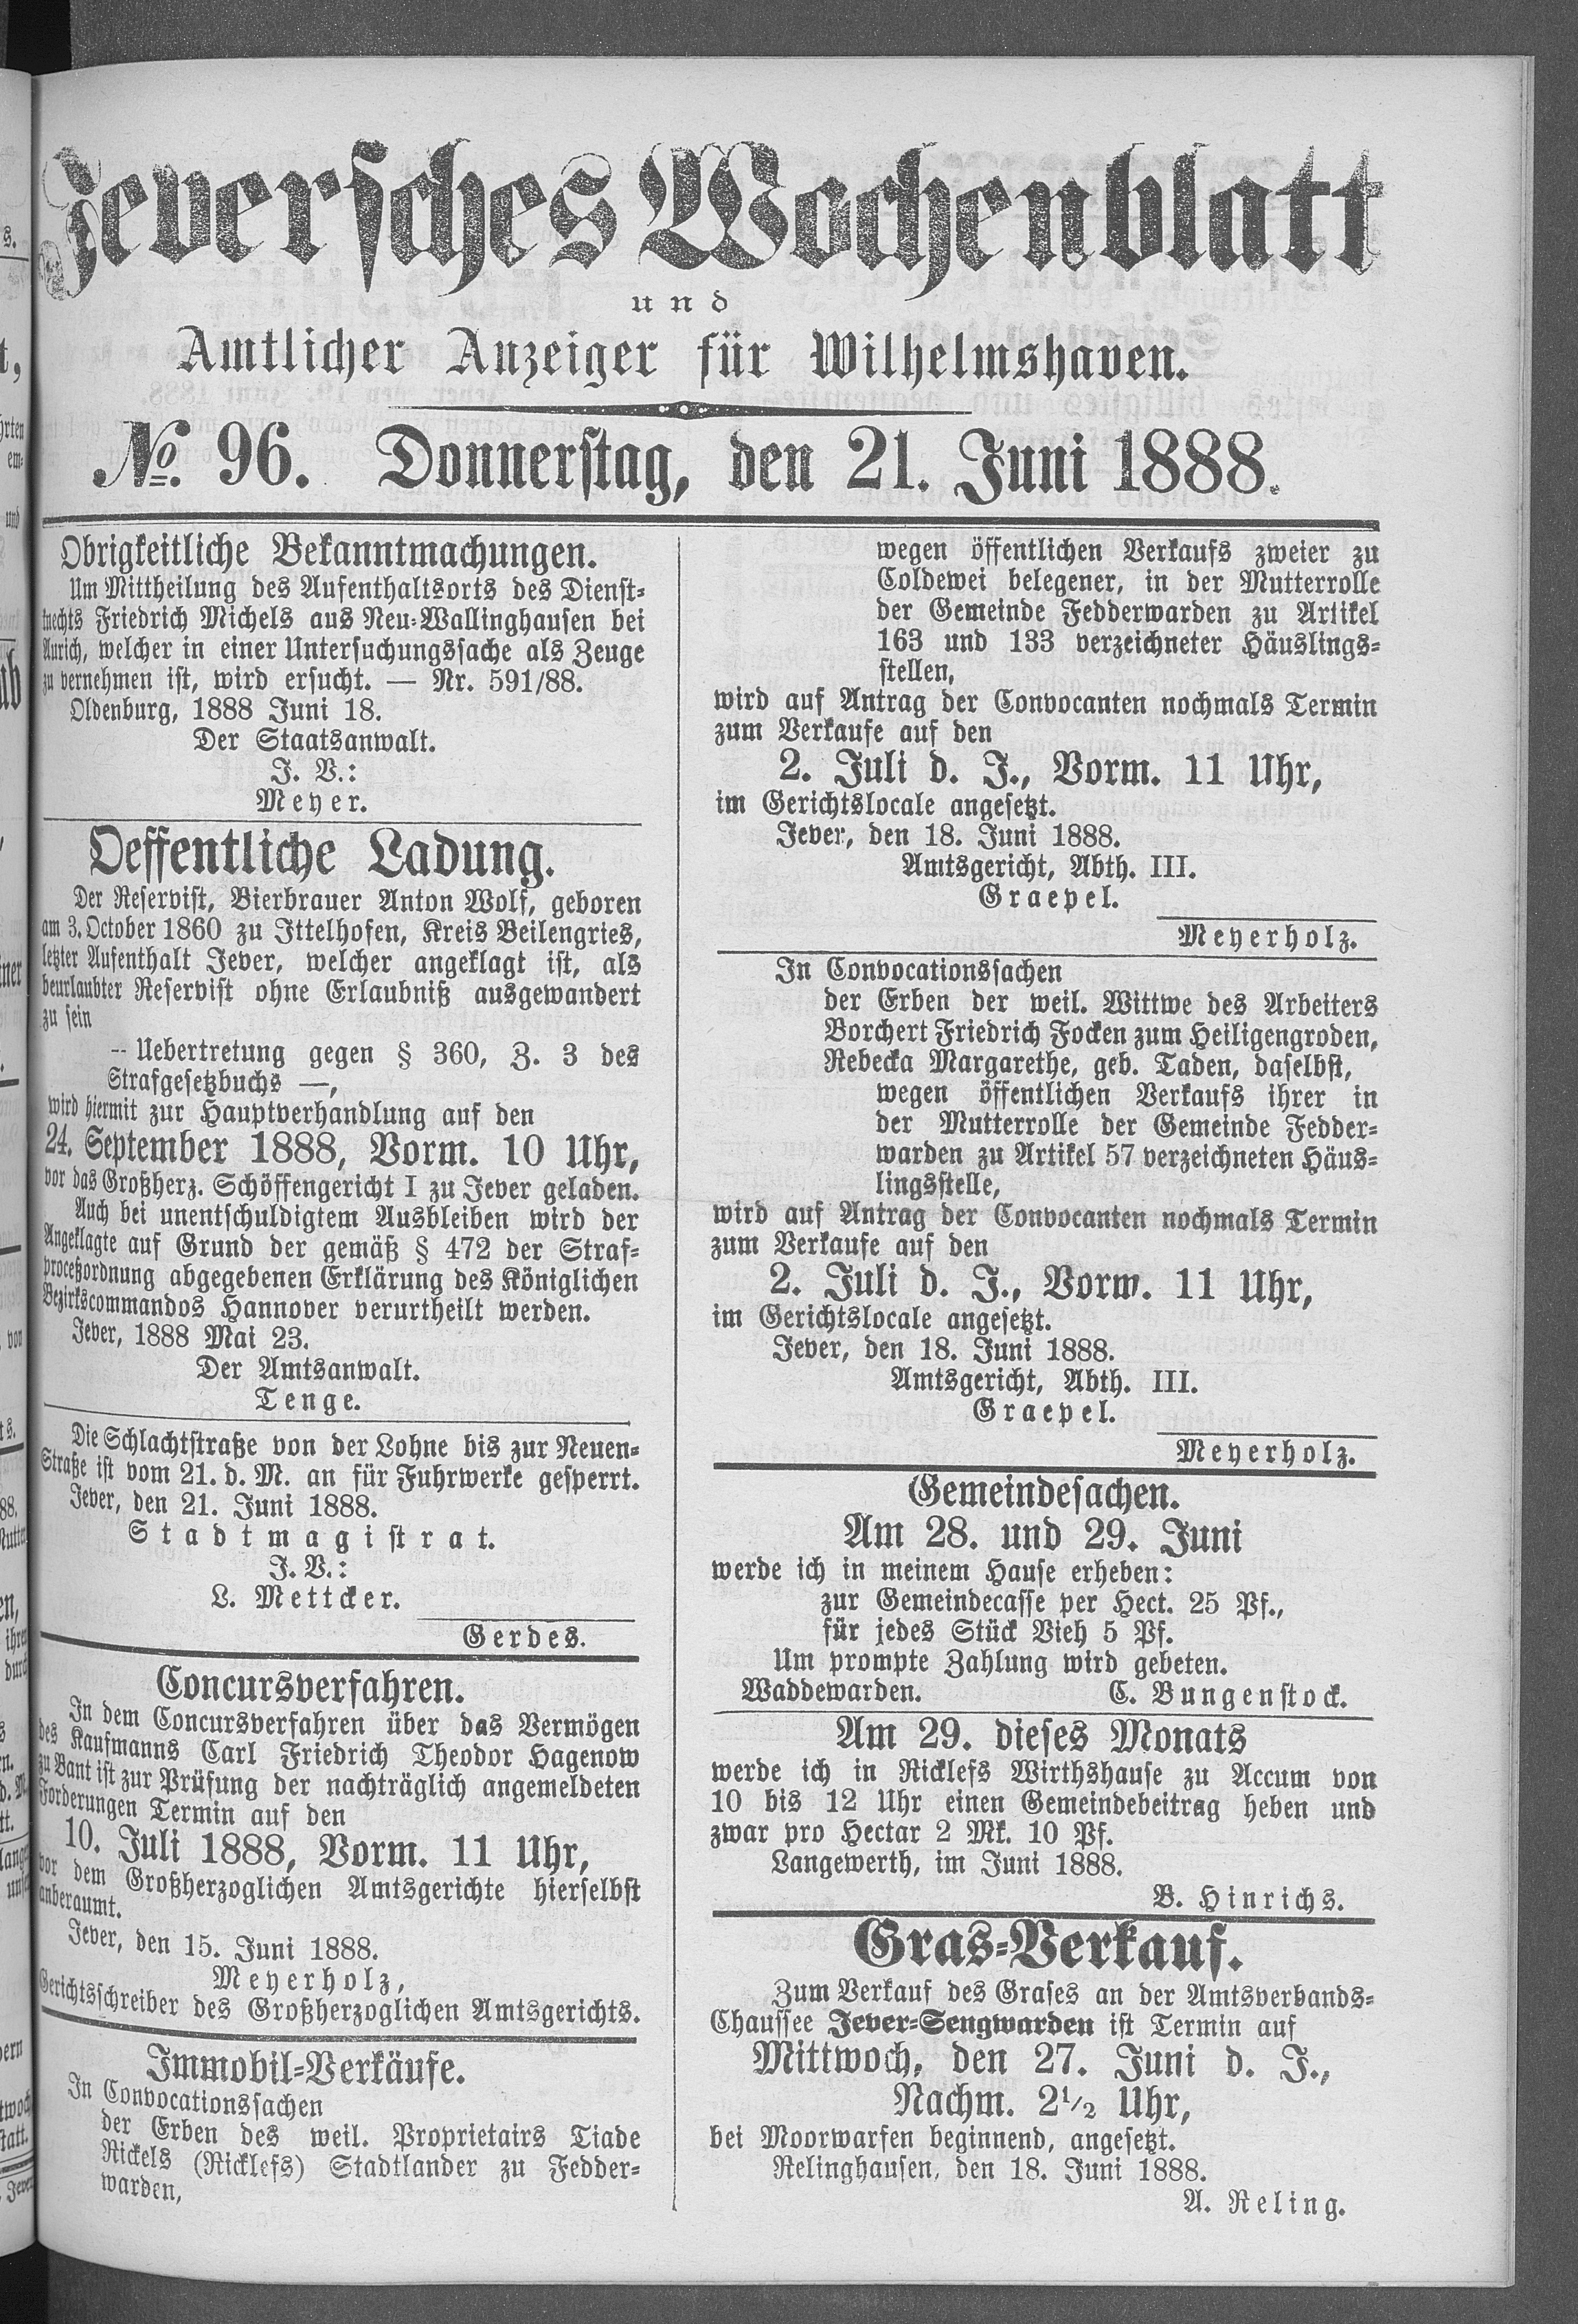 Jeversches Wochenblatt
und
Amtlicher Anzeiger für Wilhelmshaven.
№. 96. Donnerstag, den 21. Juni 1888.
Obrigkeitliche Bekanntmachungen.
Um Mittheilung des Aufenthaltsorts des Dienst-
knechts Friedrich Michels aus Neu-Wallinghausen bei
Aurich, welcher in einer Untersuchungssache als Zeuge
zu vernehmen ist, wird ersucht. — Nr. 591/88.
Oldenburg, 1888 Juni 18.
Der Staatsanwalt.
J. V.:
Meyer.
Oeffentliche Ladung.
Der Reservist, Bierbrauer Anton Wolf, geboren
am 3. October 1860 zu Ittelhofen, Kreis Beilengries,
letzter Aufenthalt Jever, welcher angeklagt ist, als
beurlaubter Reservist ohne Erlaubniß ausgewandert
zu sein
— Uebertretung gegen § 360, Z. 3 des
Strafgesetzbuchs —,
wird hiermit zur Hauptverhandlung auf den
24. September 1888, Vorm. 10 Uhr,
vor das Großherz. Schöffengericht I zu Jever geladen.
Auch bei unentschuldigtem Ausbleiben wird der
Angeklagte auf Grund der gemäß § 472 der Straf-
proceßordnung abgegebenen Erklärung des Königlichen
Bezirkscommandos Hannover verurtheilt werden.
Jever, 1888 Mai 23.
Der Amtsanwalt.
Tenge.
Die Schlachtstraße von der Lohne bis zur Neuen-
Straße ist vom 21. d. M. an für Fuhrwerke gesperrt.
Jever, den 21. Juni 1888.
Stadtmagistrat.
J. V.:
L. Mettcker.
Gerdes.
Concursverfahren.
In dem Concursverfahren über das Vermögen
des Kaufmanns Carl Friedrich Theodor Hagenow
zu Bant ist zur Prüfung der nachträglich angemeldeten
Forderungen Termin auf den
10. Juli 1888, Vorm. 11 Uhr,
vor dem Großherzoglichen Amtsgerichte hierselbst
anberaumt.
Jever, den 15. Juni 1888.
Meyerholz,
Gerichtsschreiber des Großherzoglichen Amtsgerichts.
Immobil-Verkäufe.
In Convocationssachen
der Erben des weil. Proprietairs Tiade
Rickels (Ricklefs) Stadtlander zu Fedder-
warden,
wegen öffentlichen Verkaufs zweier zu
Coldewei belegener, in der Mutterrolle
der Gemeinde Fedderwarden zu Artikel
163 und 133 verzeichneter Häuslings-
stellen,
wird auf Antrag der Convocanten nochmals Termin
zum Verkaufe auf den
2. Juli d. J., Vorm. 11 Uhr,
im Gerichtslocale angesetzt.
Jever, den 18. Juni 1888.
Amtsgericht, Abth. III.
Graepel.
Meyerholz.
In Convocationssachen
der Erben der weil. Wittwe des Arbeiters
Borchert Friedrich Focken zum Heiligengroden,
Rebecka Margarethe, geb. Taden, daselbst,
wegen öffentlichen Verkaufs ihrer in
der Mutterrolle der Gemeinde Fedder-
warden zu Artikel 57 verzeichneten Häus-
lingsstelle,
wird auf Antrag der Convocanten nochmals Termin
zum Verkaufe auf den
2. Juli d. J., Vorm. 11 Uhr,
im Gerichtslocale angesetzt.
Jever, den 18. Juni 1888.
Amtsgericht, Abth. III.
Graepel.
Meyerholz.
Gemeindesachen.
Am 28. und 29. Juni
werde ich in meinem Hause erheben:
zur Gemeindecasse per Hect. 25 Pf.,
für jedes Stück Vieh 5 Pf.
Um prompte Zahlung wird gebeten.
Waddewarden. C. Bungenstock.
Am 29. dieses Monats
werde ich in Ricklefs Wirthshause zu Accum von
10 bis 12 Uhr einen Gemeindebeitrag heben und
zwar pro Hectar 2 Mk. 10 Pf.
Langewerth, im Juni 1888.
B. Hinrichs.
Gras-Verkauf.
Zum Verkauf des Grases an der Amtsverbands-
Chaussee Jever-Sengwarden ist Termin auf
Mittwoch, den 27. Juni d. J.,
Nachm. 2½ Uhr,
bei Moorwarfen beginnend, angesetzt.
Relinghausen, den 18. Juni 1888.
A. Reling.